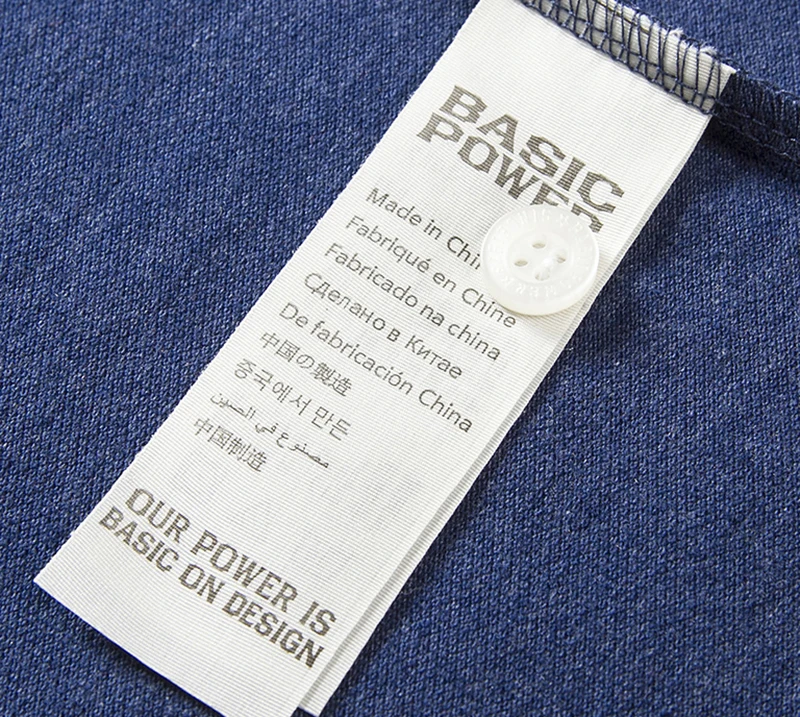 BASIC
POWER
Made in Chi
Fabriqué en Chine
Fabricado na china
Сделано в Китае
De fabricación China
中国の製造
중국에서 만든
مصنوع في الصين
中国制造
OUR POWER IS
BASIC ON DESIGN